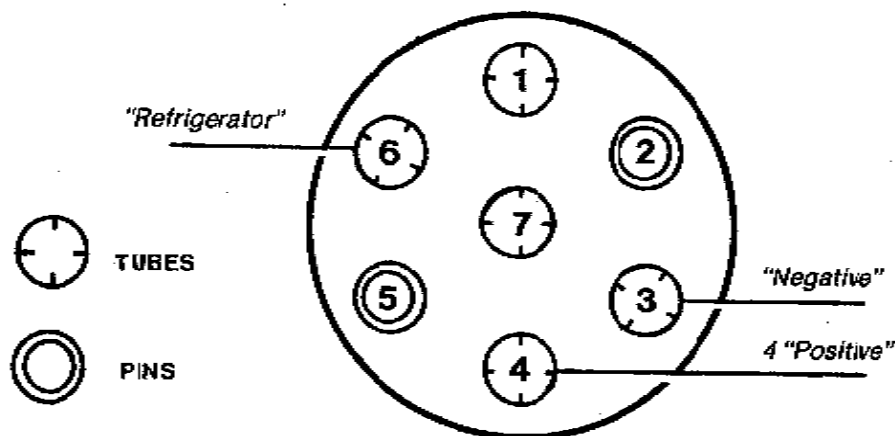 1
"Refrigerator"
6
2
7
TUBES
5
3
"Negative"
4
4 "Positive"
PINS